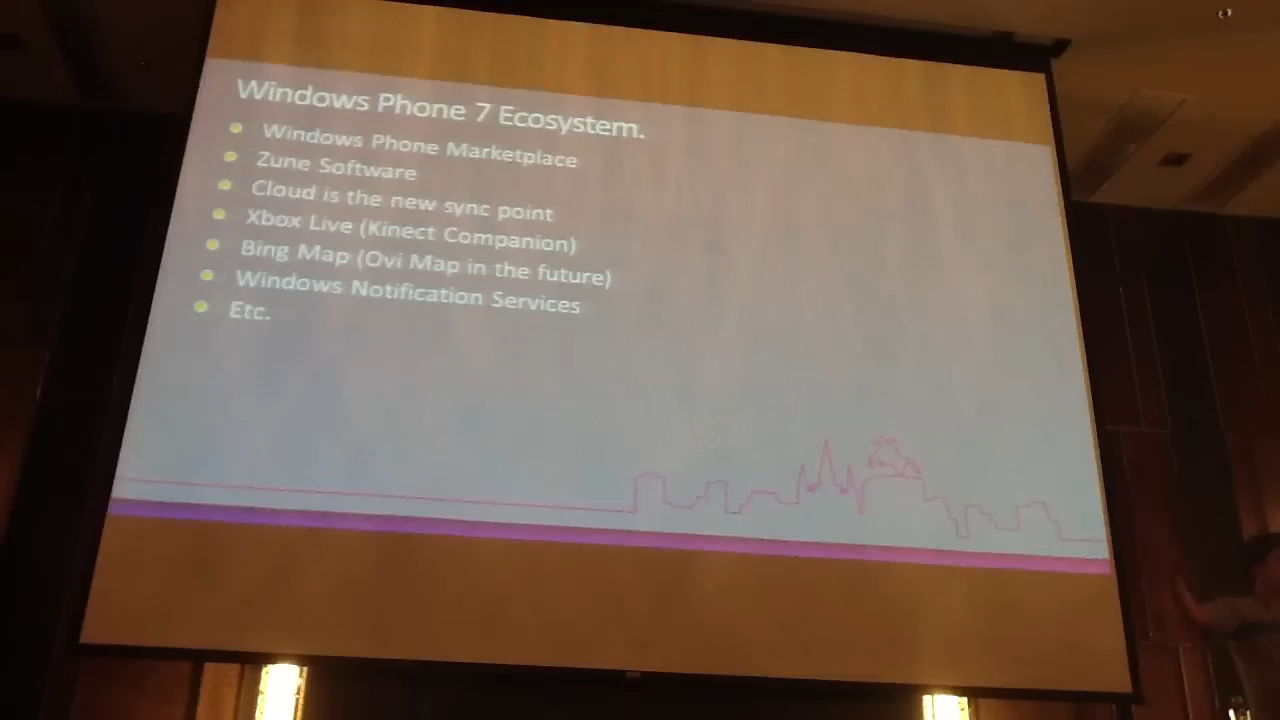 Windows Phone 7 Ecosystem.
Windows Phone Marketplace
Zune Software
Cloud is the new sync point
Xbox Live (Kinect Companion)
Bing Map (Ovi Map in the future)
Windows Notification Services
Etc.